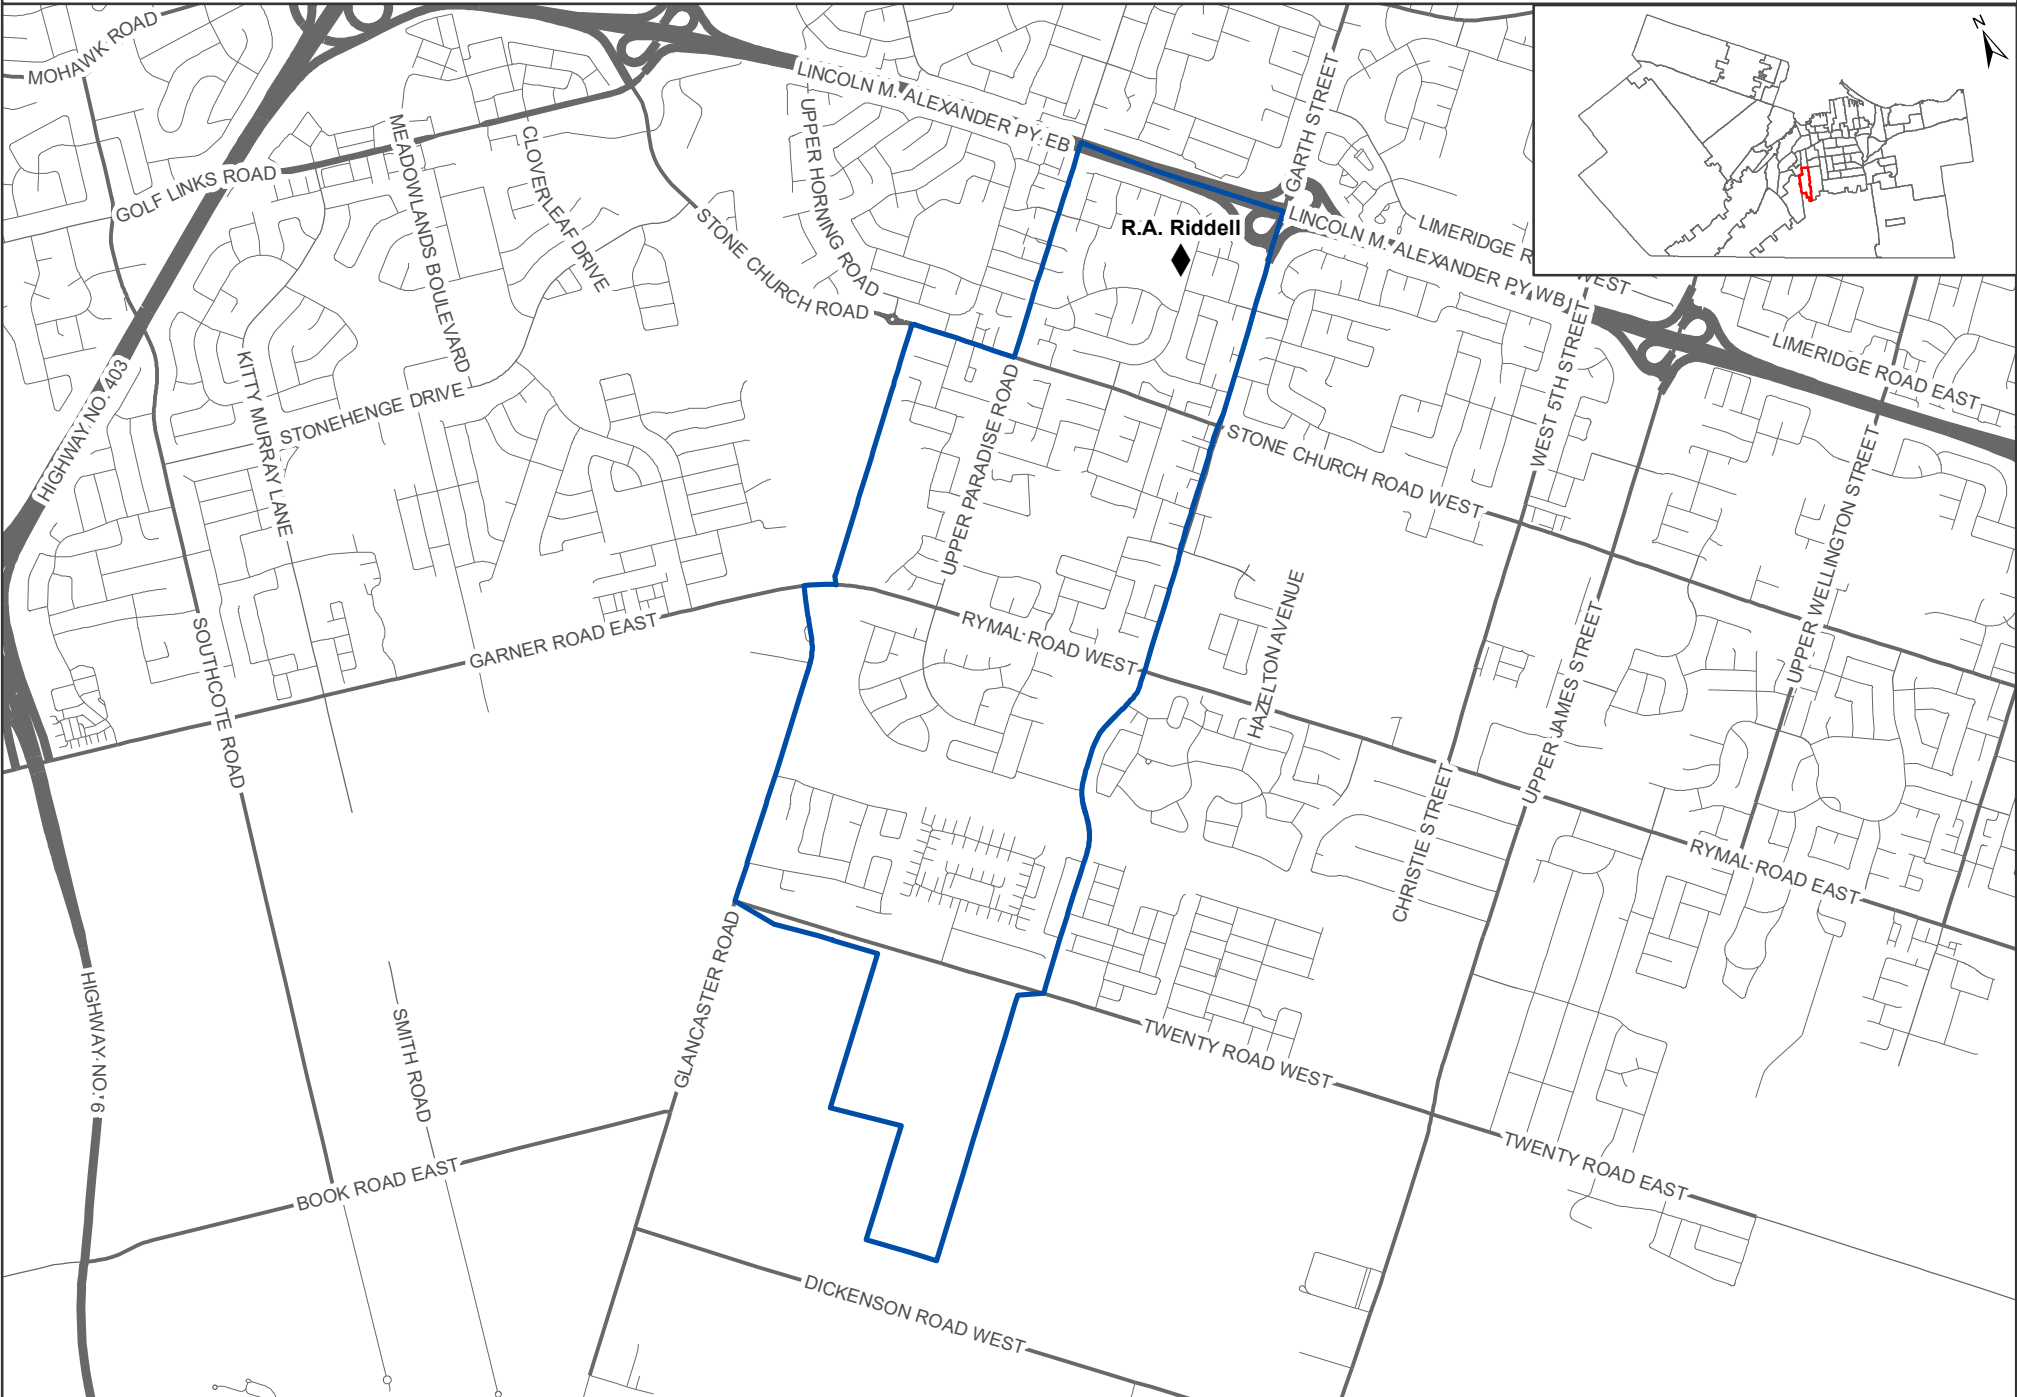 MOHAWK ROAD
LINCOLN M. ALEXANDER PY EB
N
GARTH STREET
GOLF LINKS ROAD
MEADOWLANDS BOULEVARD
CLOVERLEAF DRIVE
UPPER HORNING ROAD
STONE CHURCH ROAD
R.A. Riddell
LINCOLN M. ALEXANDER PY WB
LIMERIDGE R
WEST
LIMERIDGE ROAD EAST
HIGHWAY NO. 403
KITTY MURRAY LANE
STONEHENGE DRIVE
UPPER PARADISE ROAD
STONE CHURCH ROAD WEST
WEST 5TH STREET
UPPER WELLINGTON STREET
SOUTHCOTE ROAD
GARNER ROAD EAST
RYMAL ROAD WEST
HAZELTON AVENUE
UPPER JAMES STREET
CHRISTIE STREET
RYMAL ROAD EAST
HIGHWAY NO. 6
SMITH ROAD
GLANCASTER ROAD
TWENTY ROAD WEST
TWENTY ROAD EAST
BOOK ROAD EAST
DICKENSON ROAD WEST